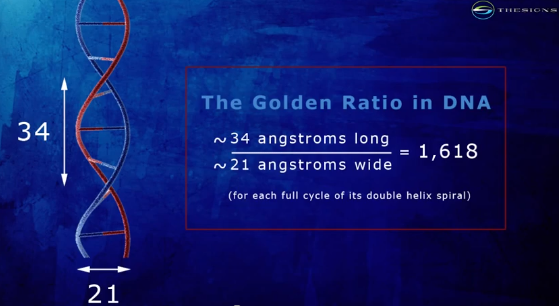 THESIGNS
The Golden Ratio in DNA
34
~ 34 angstroms long
~ 21 angstroms wide
= 1,618
(for each full cycle of its double helix spiral)
21